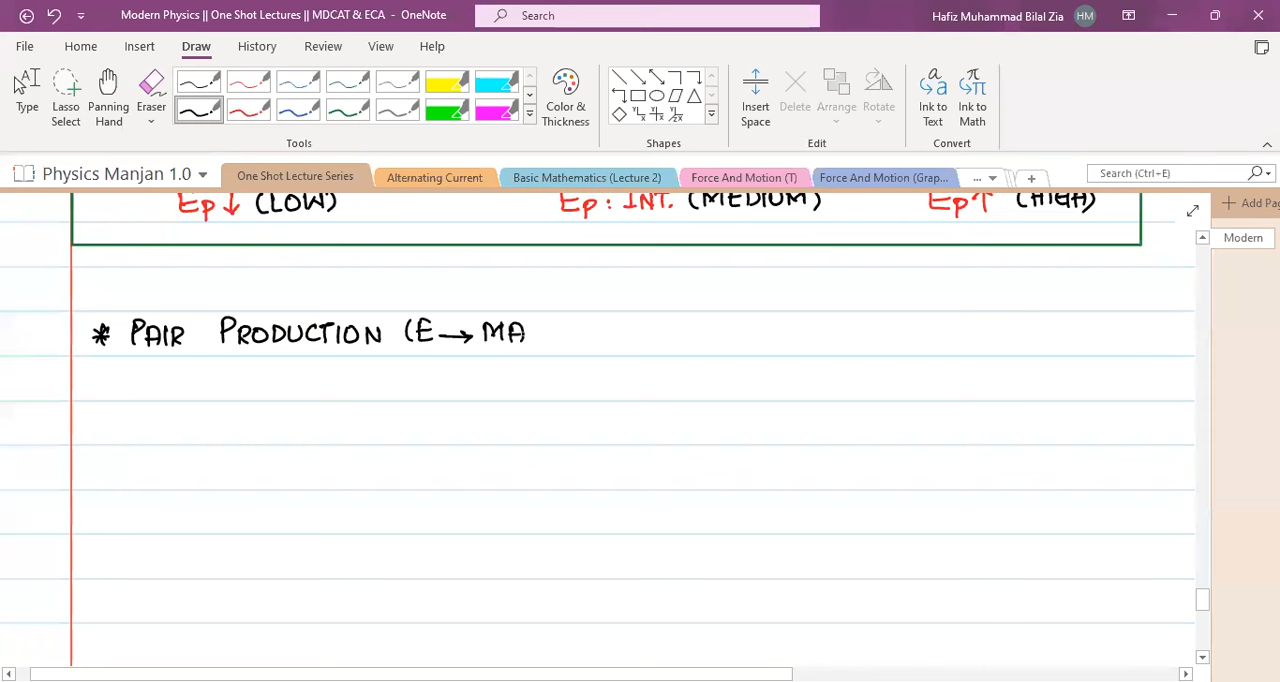 Modern Physics || One Shot Lectures || MDCAT & ECA - OneNote
Search
Hafiz Muhammad Bilal Zia
HM
File Home Insert Draw History Review View Help
Type
Lasso Select
Panning Hand
Eraser
Color & Thickness
Insert Space
Delete
Arrange
Rotate
Ink to Text
Ink to Math
Tools
Shapes
Edit
Convert
Physics Manjan 1.0
One Shot Lecture Series
Alternating Current
Basic Mathematics (Lecture 2)
Force And Motion (T)
Force And Motion (Grap...
...
Search (Ctrl+E)
Add Pag
Modern
Ep↓ (LOW) Ep: INT. (MEDIUM) Ep↑ (HIGH)
* PAIR PRODUCTION (E→MA